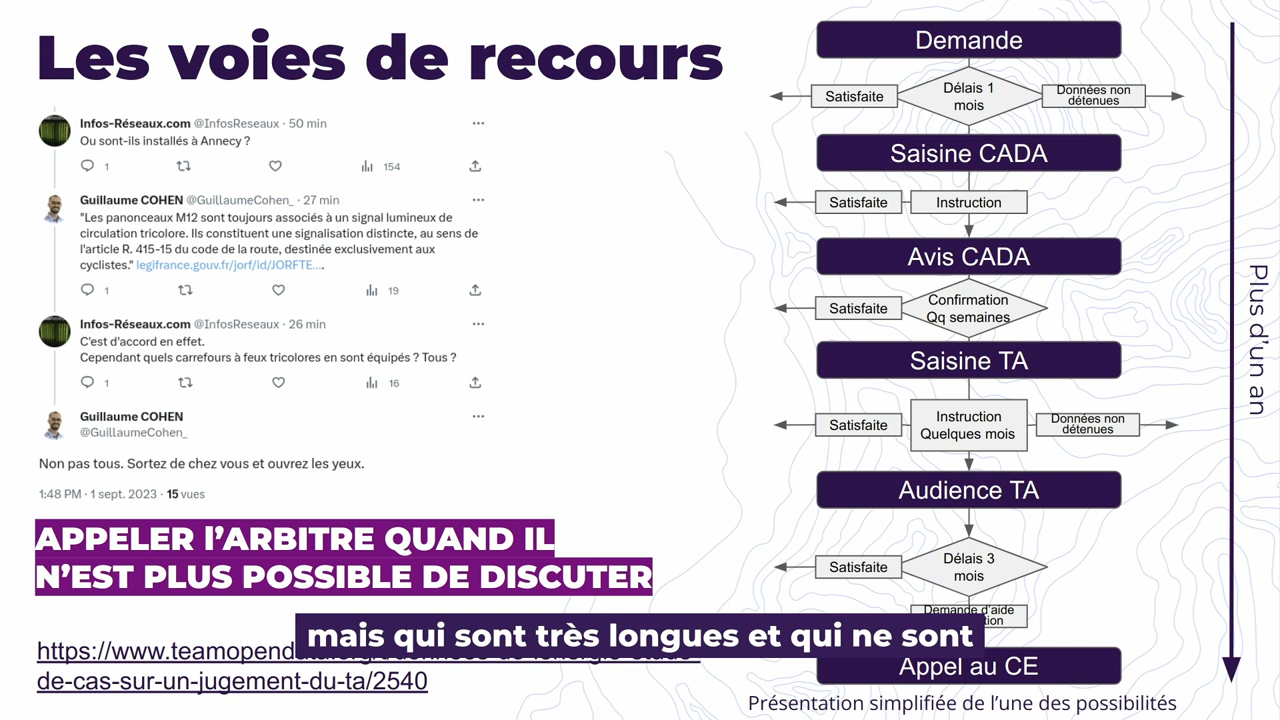 Les voies de recours
Infos-Réseaux.com @InfosReseaux · 50 min
Ou sont-ils installés à Annecy ?
1
154
Guillaume COHEN @GuillaumeCohen_ · 27 min
"Les panonceaux M12 sont toujours associés à un signal lumineux de
circulation tricolore. Ils constituent une signalisation distincte, au sens de
l'article R. 415-15 du code de la route, destinée exclusivement aux
cyclistes." legifrance.gouv.fr/jorf/id/JORFTE....
1
19
Infos-Réseaux.com @InfosReseaux · 26 min
C'est d'accord en effet.
Cependant quels carrefours à feux tricolores en sont équipés ? Tous ?
1
16
Guillaume COHEN
@GuillaumeCohen_
Non pas tous. Sortez de chez vous et ouvrez les yeux.
1:48 PM · 1 sept. 2023 · 15 vues
APPELER l'ARBITRE QUAND IL
N'EST PLUS POSSIBLE DE DISCUTER
https://www.teamopend
de-cas-sur-un-jugement-du-ta/2540
Demande
Satisfaite
Délais 1
mois
Données non
détenues
Saisine CADA
Satisfaite
Instruction
Avis CADA
Satisfaite
Confirmation
Qq semaines
Saisine TA
Satisfaite
Instruction
Quelques mois
Données non
détenues
Audience TA
Satisfaite
Délais 3
mois
Demande d'aide
Appel au CE
Plus d'un an
Présentation simplifiée de l'une des possibilités
mais qui sont très longues et qui ne sont